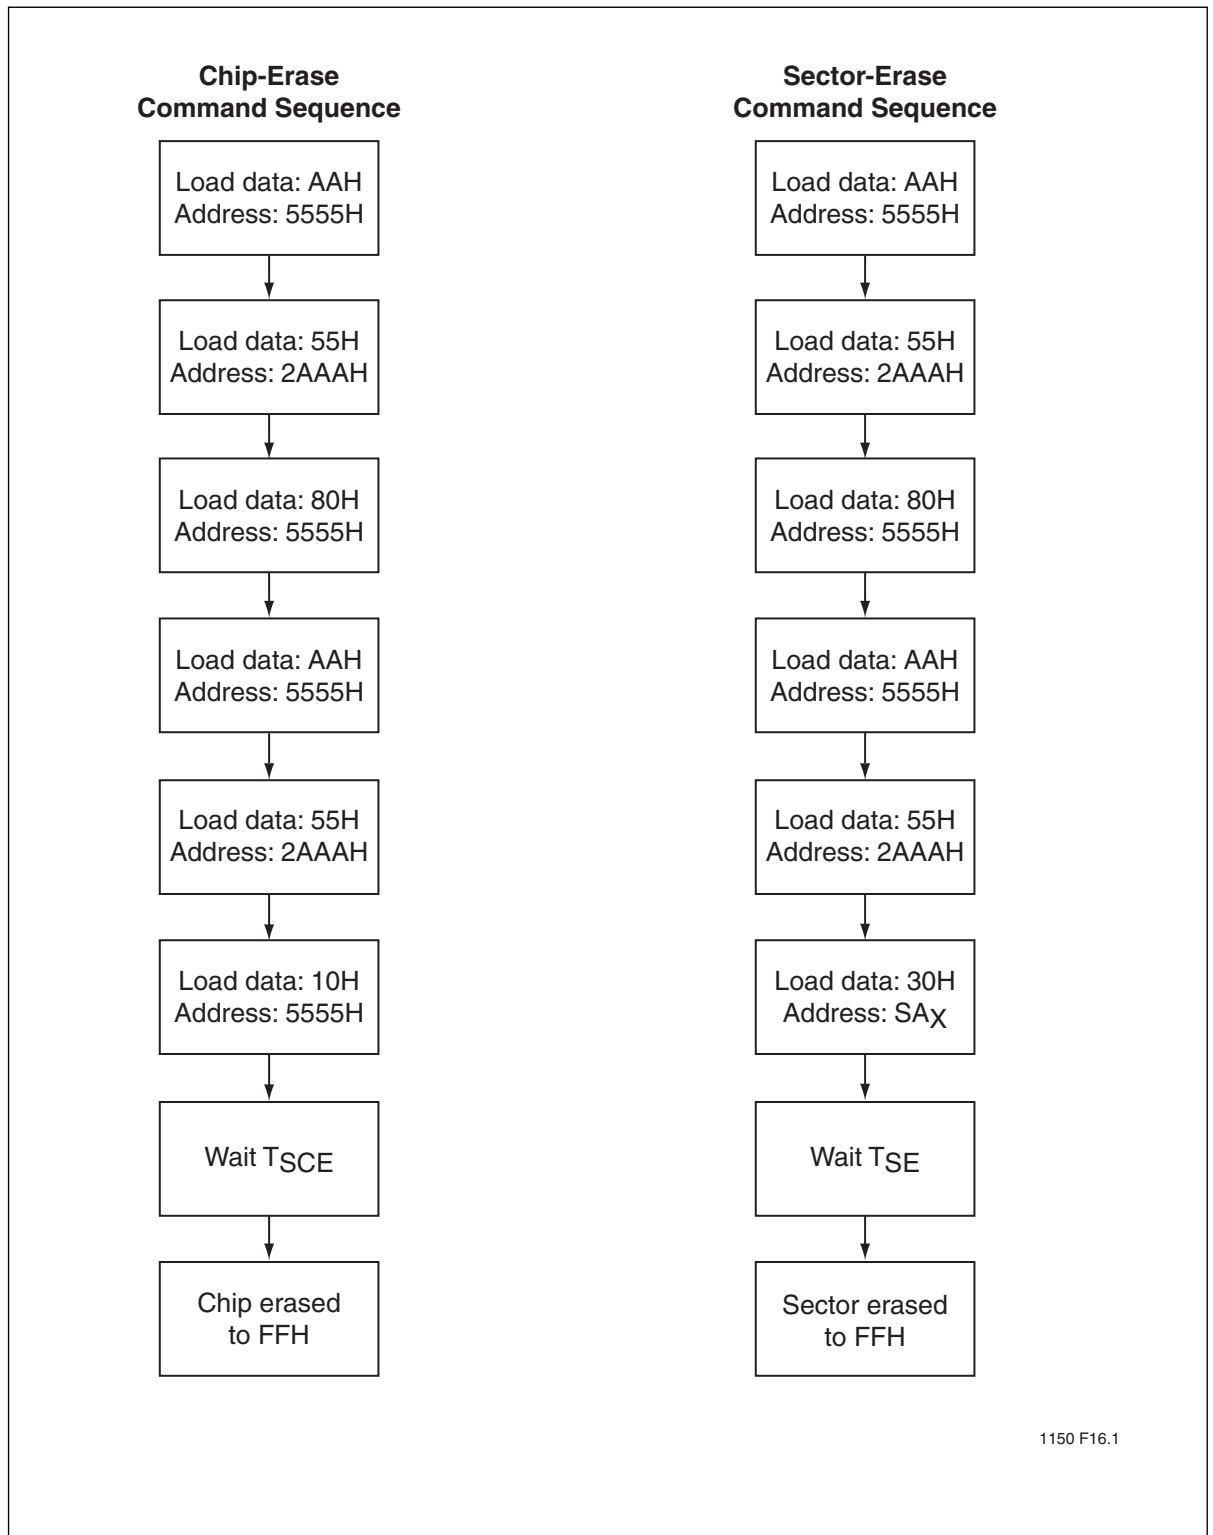 Chip-Erase
Command Sequence
Load data: AAH
Address: 5555H
Load data: 55H
Address: 2AAAH
Load data: 80H
Address: 5555H
Load data: AAH
Address: 5555H
Load data: 55H
Address: 2AAAH
Load data: 10H
Address: 5555H
Wait TSCE
Chip erased
to FFH
Sector-Erase
Command Sequence
Load data: AAH
Address: 5555H
Load data: 55H
Address: 2AAAH
Load data: 80H
Address: 5555H
Load data: AAH
Address: 5555H
Load data: 55H
Address: 2AAAH
Load data: 30H
Address: SAX
Wait TSE
Sector erased
to FFH
1150 F16.1